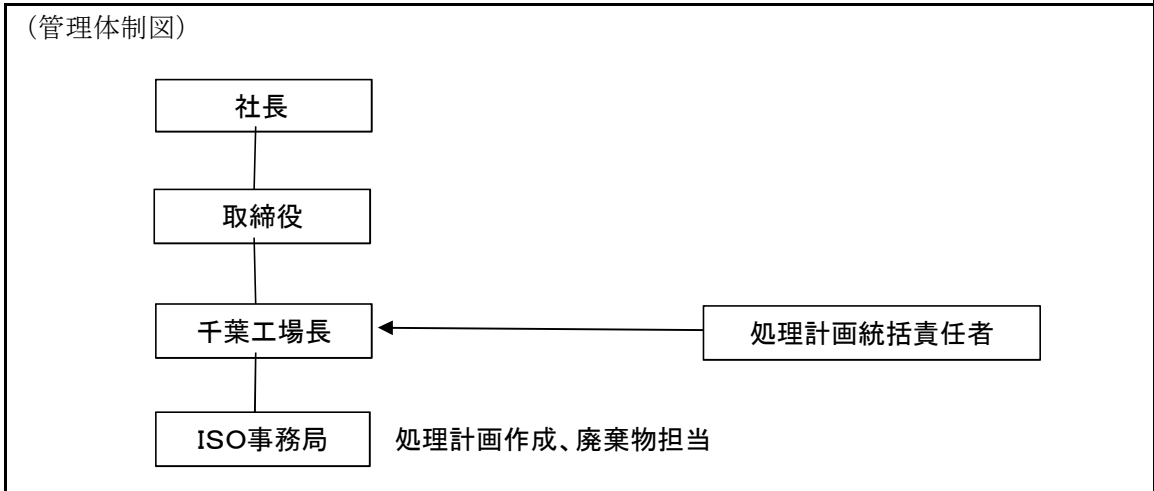 (管理体制図)
社長
取締役
千葉工場長
処理計画統括責任者
ISO事務局
処理計画作成、廃棄物担当